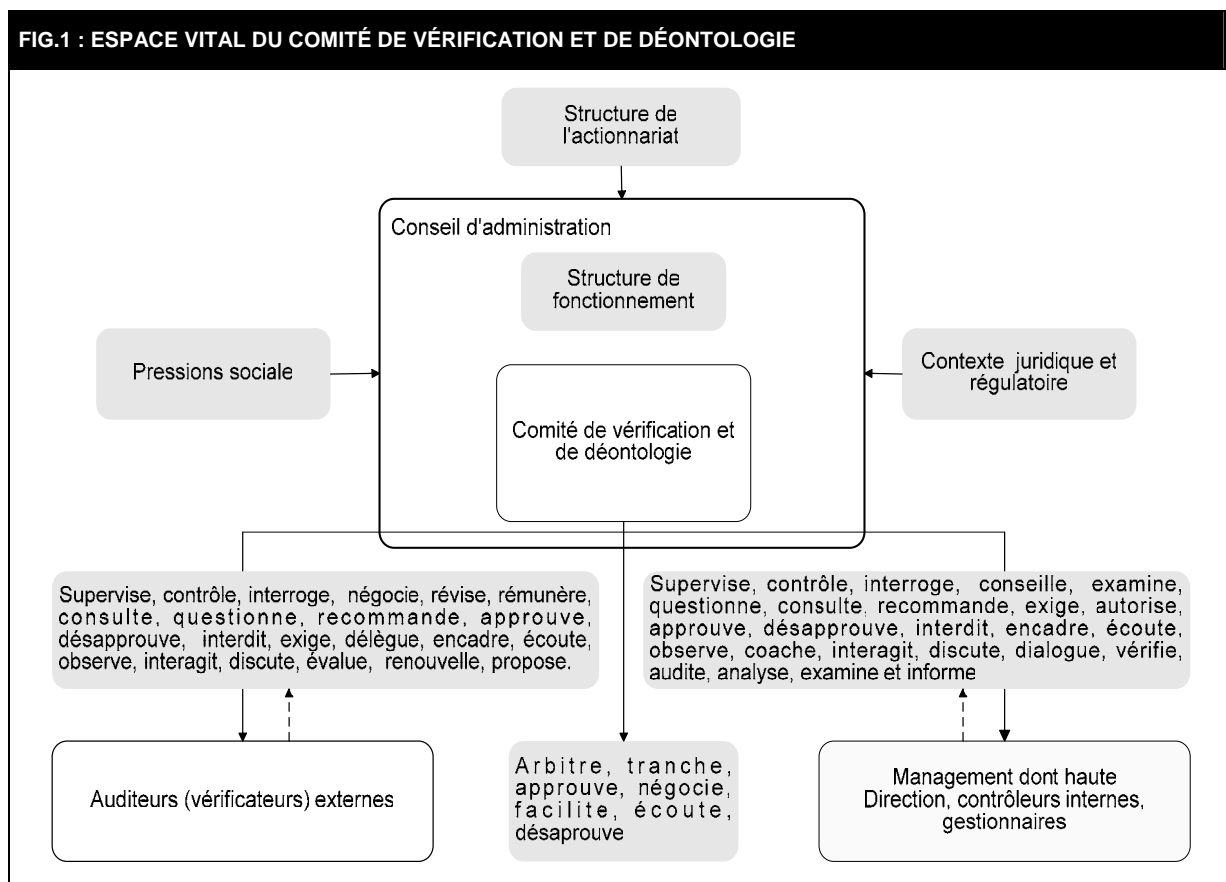 FIG.1 : ESPACE VITAL DU COMITÉ DE VÉRIFICATION ET DE DÉONTOLOGIE
Structure de
l'actionnariat
Conseil d'administration
Structure de
fonctionnement
Pressions sociale
Contexte juridique et
régulatoire
Comité de vérification et
de déontologie
Supervise, contrôle, interroge, négocie, révise, rémunère,
consulte, questionne, recommande, approuve,
désapprouve, interdit, exige, délègue, encadre, écoute,
observe, interagit, discute, évalue, renouvelle, propose.
Supervise, contrôle, interroge, conseille, examine,
questionne, consulte, recommande, exige, autorise,
approuve, désapprouve, interdit, encadre, écoute,
observe, coache, interagit, discute, dialogue, vérifie,
audite, analyse, examine et informe
Auditeurs (vérificateurs) externes
Arbitre, tranche,
approuve, négocie,
facilite, écoute,
désaprouve
Management dont haute
Direction, contrôleurs internes,
gestionnaires